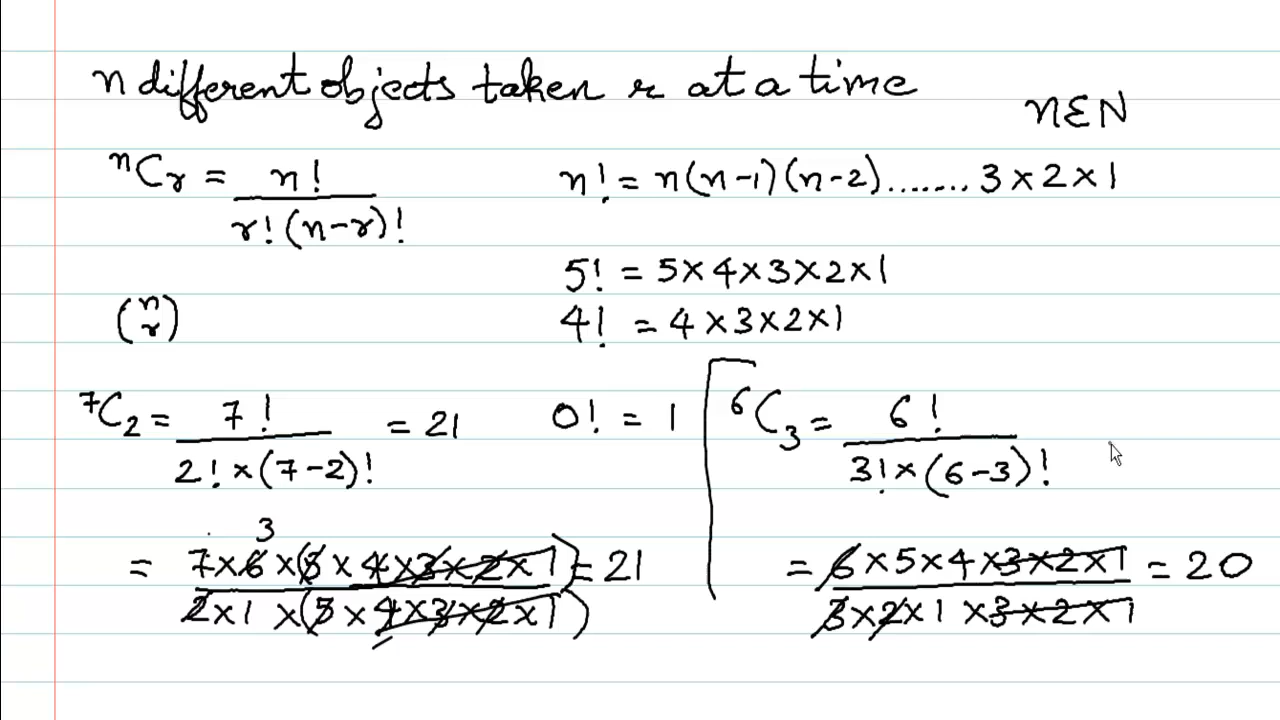 n different objects taken r at a time
n∈N
ⁿCᵣ = n! / r!(n-r)!
n! = n(n-1)(n-2)....... 3×2×1
5! = 5×4×3×2×1
(n r)
4! = 4×3×2×1
⁷C₂ = 7! / 2!×(7-2)! = 21
0! = 1
⁶C₃ = 6! / 3!×(6-3)!
3
= 7×6×(5×4×3×2×1) / 2×1×(5×4×3×2×1) = 21
= 6×5×4×3×2×1 / 3×2×1×3×2×1 = 20